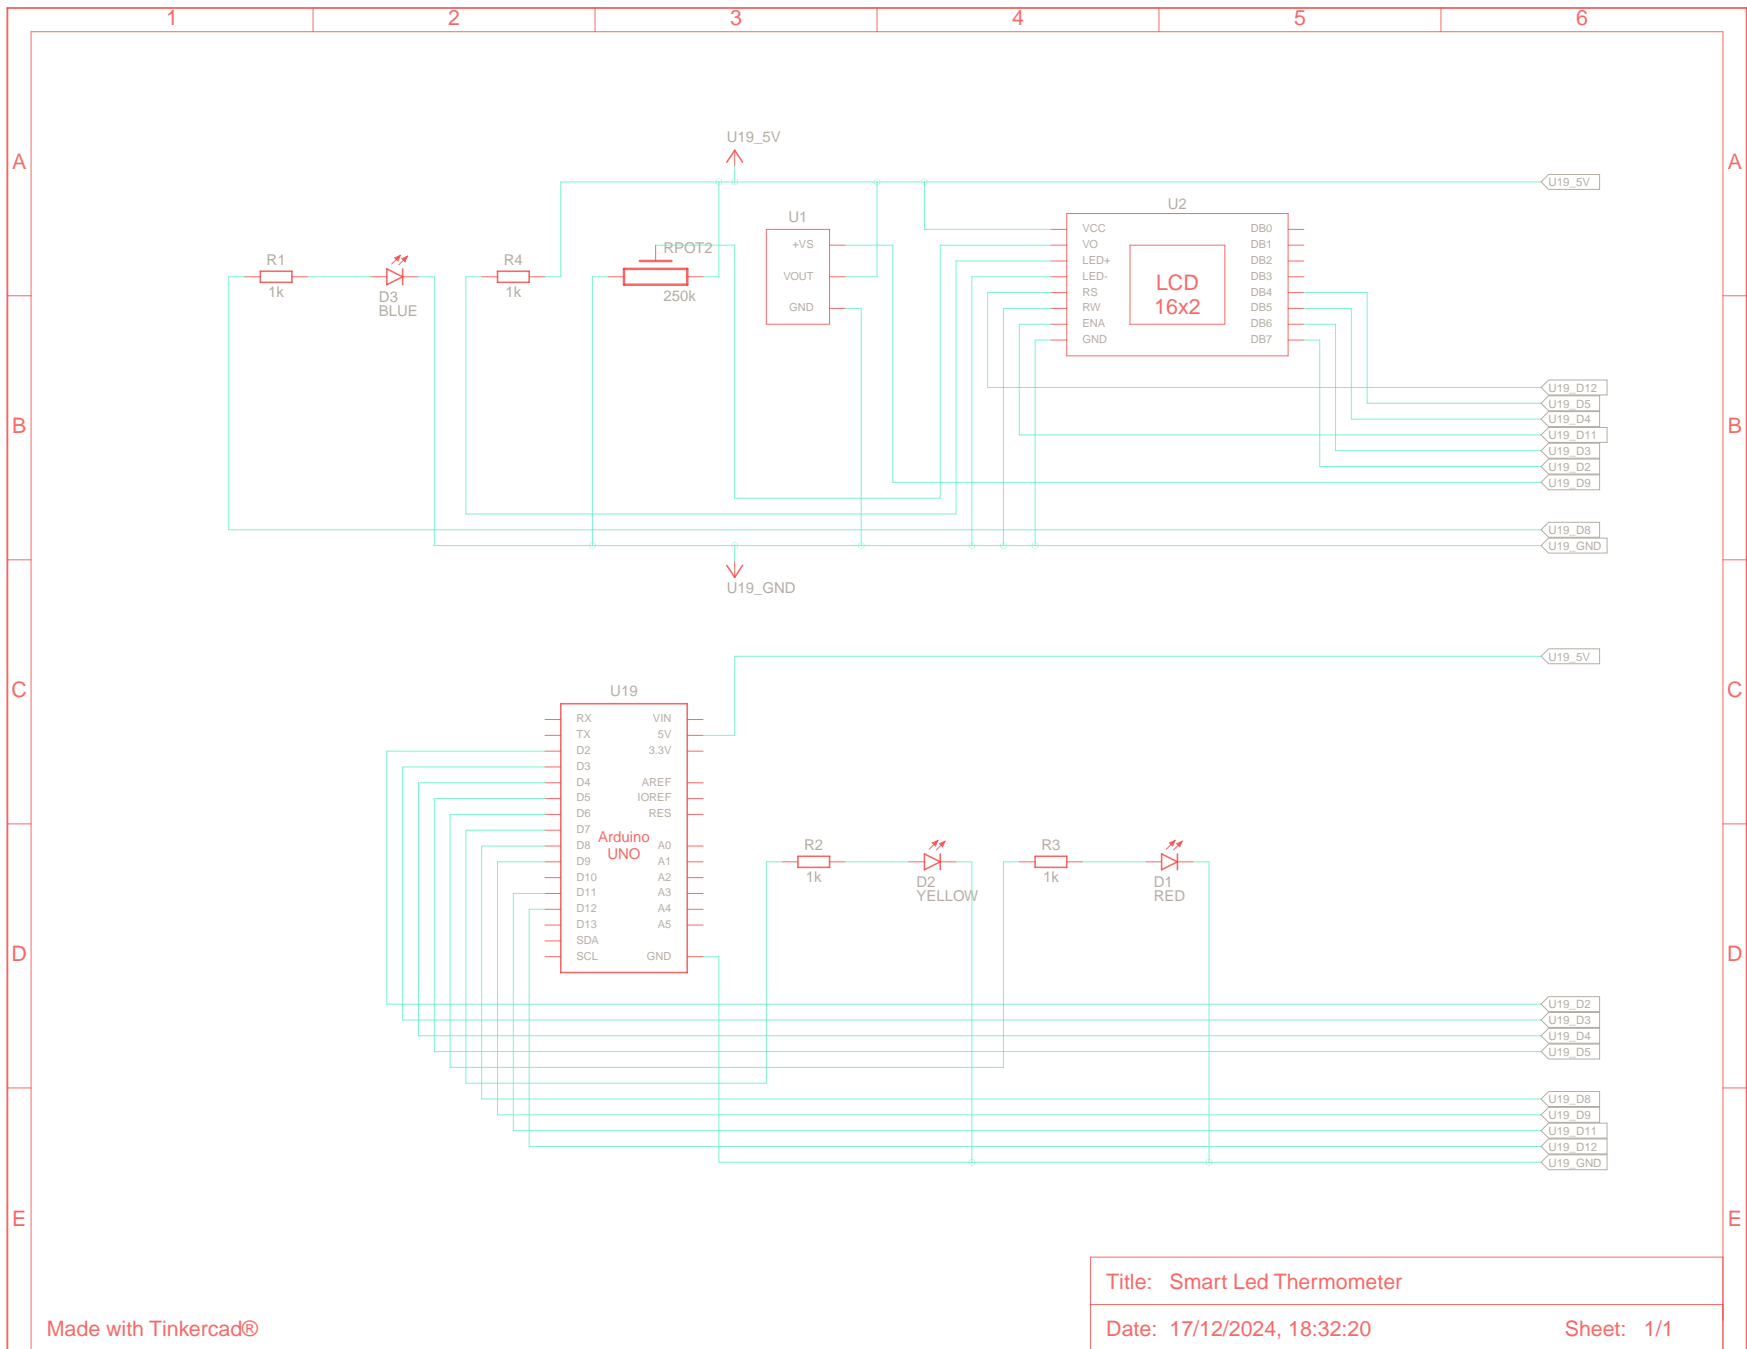 1 2 3 4 5 6
A A
U19_5V
U19_5V
U2
U1
VCC DB0
+VS VO DB1
RPOT2
R1 R4 LED+ DB2
VOUT LED- DB3
LCD
16x2
1k D3 1k 250k RS DB4
BLUE GND RW DB5
ENA DB6
GND DB7
U19_D12
U19_D5
B U19_D4 B
U19_D11
U19_D3
U19_D2
U19_D9
U19_D8
U19_GND
U19_GND
U19_5V
C U19 C
RX VIN
TX 5V
D2 3.3V
D3
D4 AREF
D5 IOREF
D6 RES
D7
Arduino
UNO
D8 A0
D9 A1
D10 A2
D11 A3
D12 A4
D13 A5
SDA
SCL GND
R2 R3
1k D2 1k D1
YELLOW RED
D D
U19_D2
U19_D3
U19_D4
U19_D5
U19_D8
U19_D9
U19_D11
U19_D12
U19_GND
E E
Title: Smart Led Thermometer
Made with Tinkercad® Date: 17/12/2024, 18:32:20 Sheet: 1/1